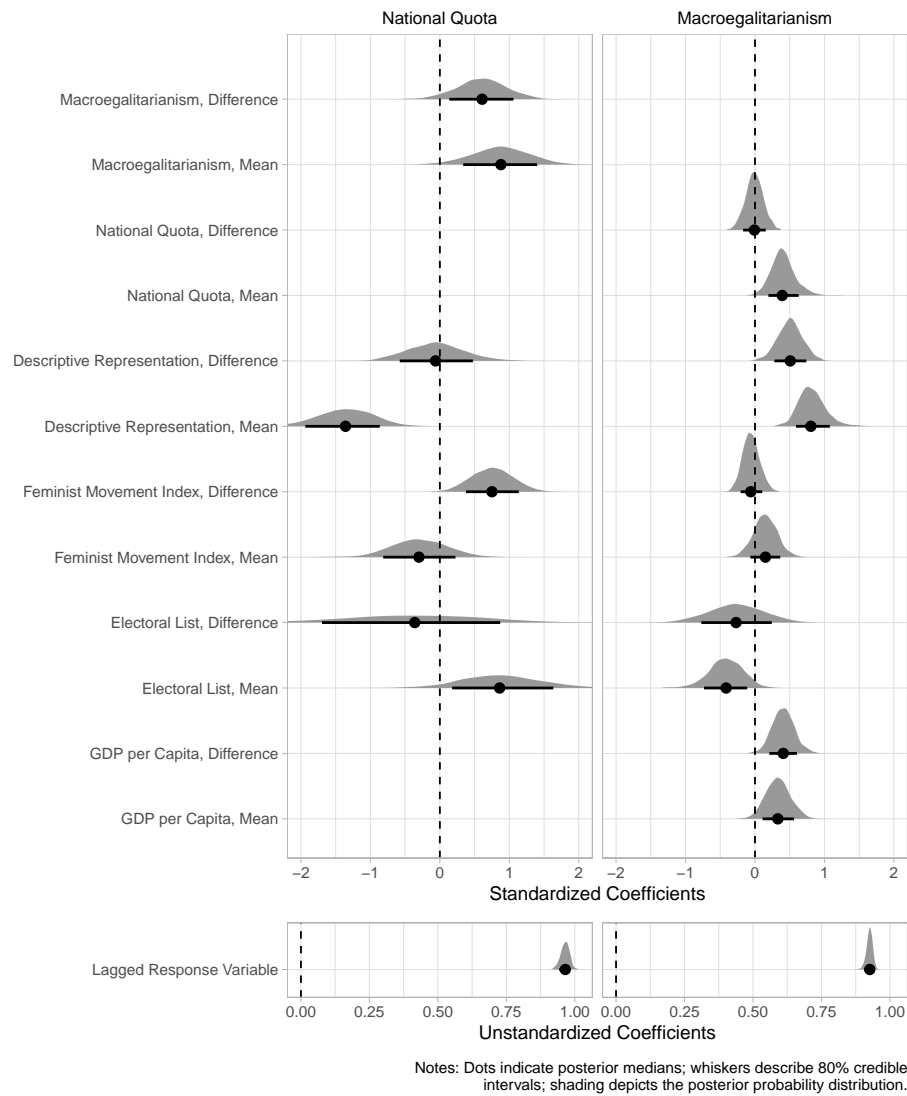 National Quota
Macroegalitarianism
Macroegalitarianism, Difference
Macroegalitarianism, Mean
National Quota, Difference
National Quota, Mean
Descriptive Representation, Difference
Descriptive Representation, Mean
Feminist Movement Index, Difference
Feminist Movement Index, Mean
Electoral List, Difference
Electoral List, Mean
GDP per Capita, Difference
GDP per Capita, Mean
−2 −1 0 1 2 −2 −1 0 1 2
Standardized Coefficients
Lagged Response Variable
0.00 0.25 0.50 0.75 1.00 0.00 0.25 0.50 0.75 1.00
Unstandardized Coefficients
Notes: Dots indicate posterior medians; whiskers describe 80% credible
intervals; shading depicts the posterior probability distribution.